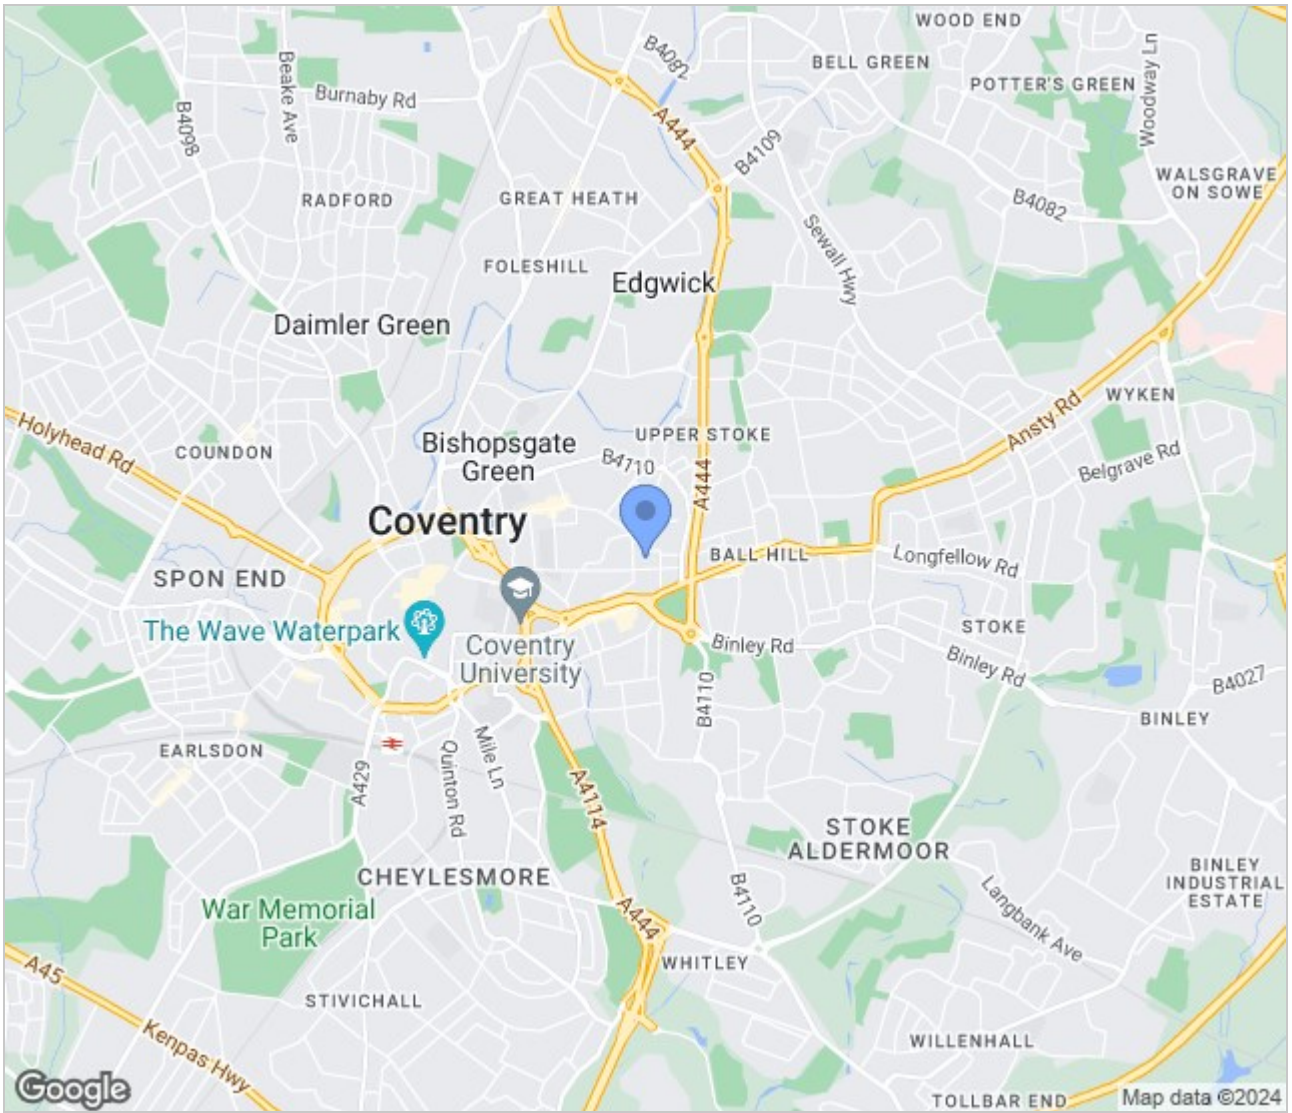 WOOD END
B4082
BELL GREEN
POTTER'S GREEN
Woodway Ln
Beake Ave
Burnaby Rd
B4098
A444
B4109
WALSGRAVE
ON SOWE
RADFORD
GREAT HEATH
B4082
Sewall Hwy
FOLESHILL
Edgwick
Daimler Green
WYKEN
Ansty Rd
Holyhead Rd
COUNDON
Bishopsgate
Green
UPPER STOKE
B4110
Belgrave Rd
A444
Coventry
BALL HILL
Longfellow Rd
SPON END
The Wave Waterpark
Coventry
University
STOKE
Binley Rd
Binley Rd
B4027
B4110
BINLEY
EARLSDON
A429
Quinton Rd
Mile Ln
A4114
STOKE
ALDERMOOR
CHEYLESMORE
BINLEY
INDUSTRIAL
ESTATE
War Memorial
Park
A444
B4110
Langbank Ave
WHITLEY
A45
STIVICHALL
Kenpas Hwy
WILLENHALL
TOLLBAR END
Google
Map data ©2024